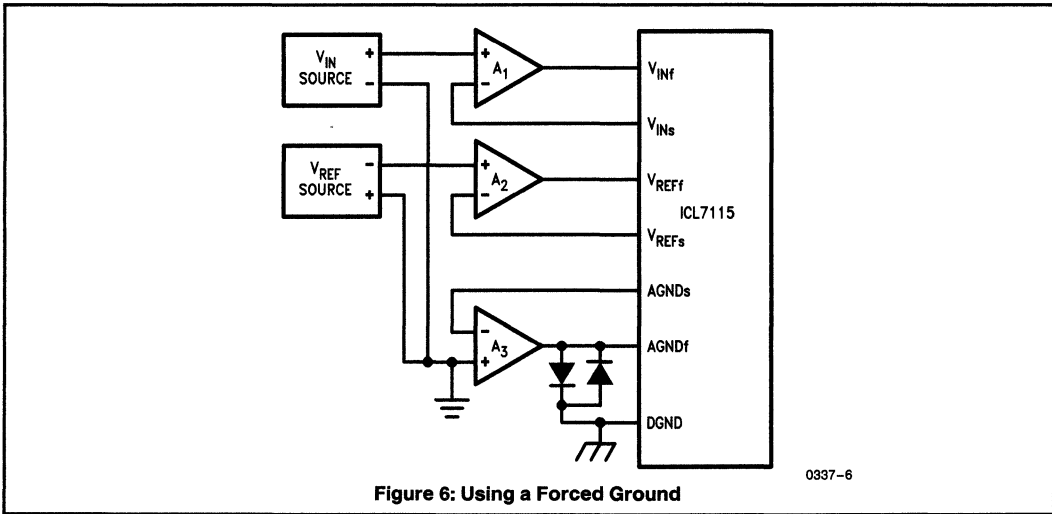 V_IN
SOURCE
+
-
+
-
A_1
V_INf
V_INs
V_REF
SOURCE
-
+
+
-
A_2
V_REFf
ICL7115
V_REFs
AGNDs
-
+
A_3
AGNDf
DGND
0337-6
Figure 6: Using a Forced Ground